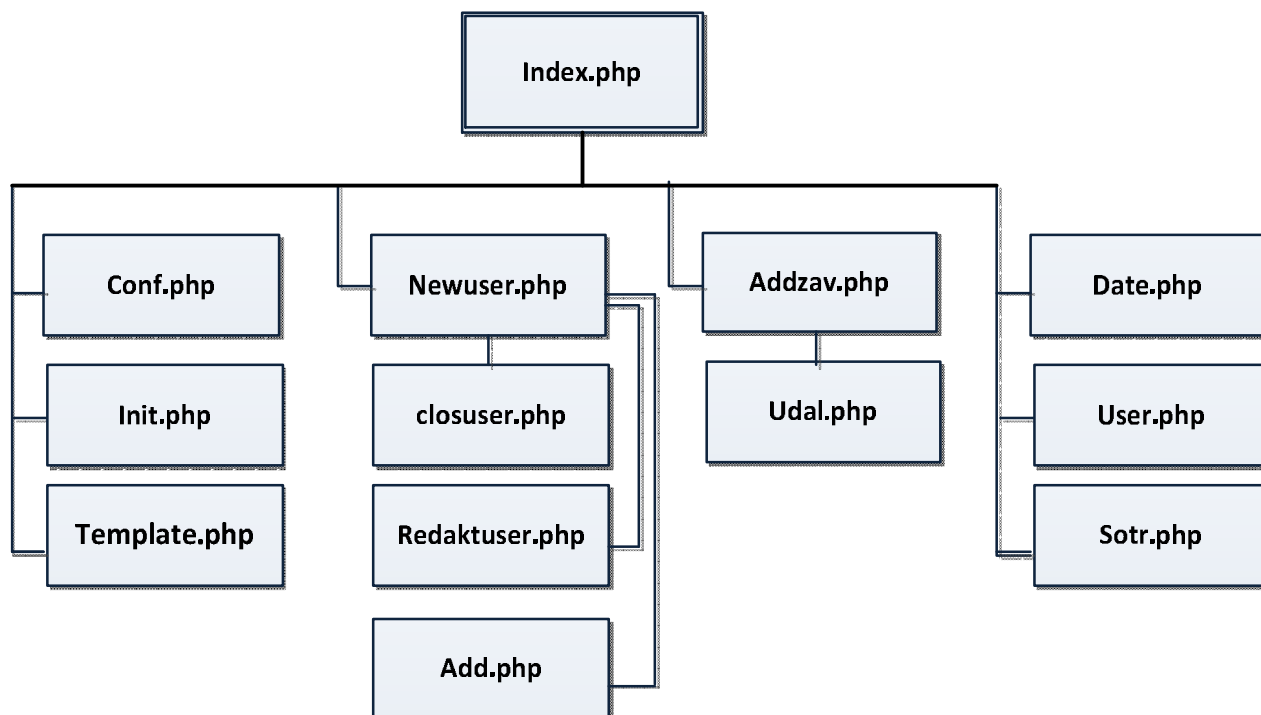 Index.php
Conf.php
Newuser.php
Addzav.php
Date.php
Init.php
closuser.php
Udal.php
User.php
Template.php
Redaktuser.php
Sotr.php
Add.php